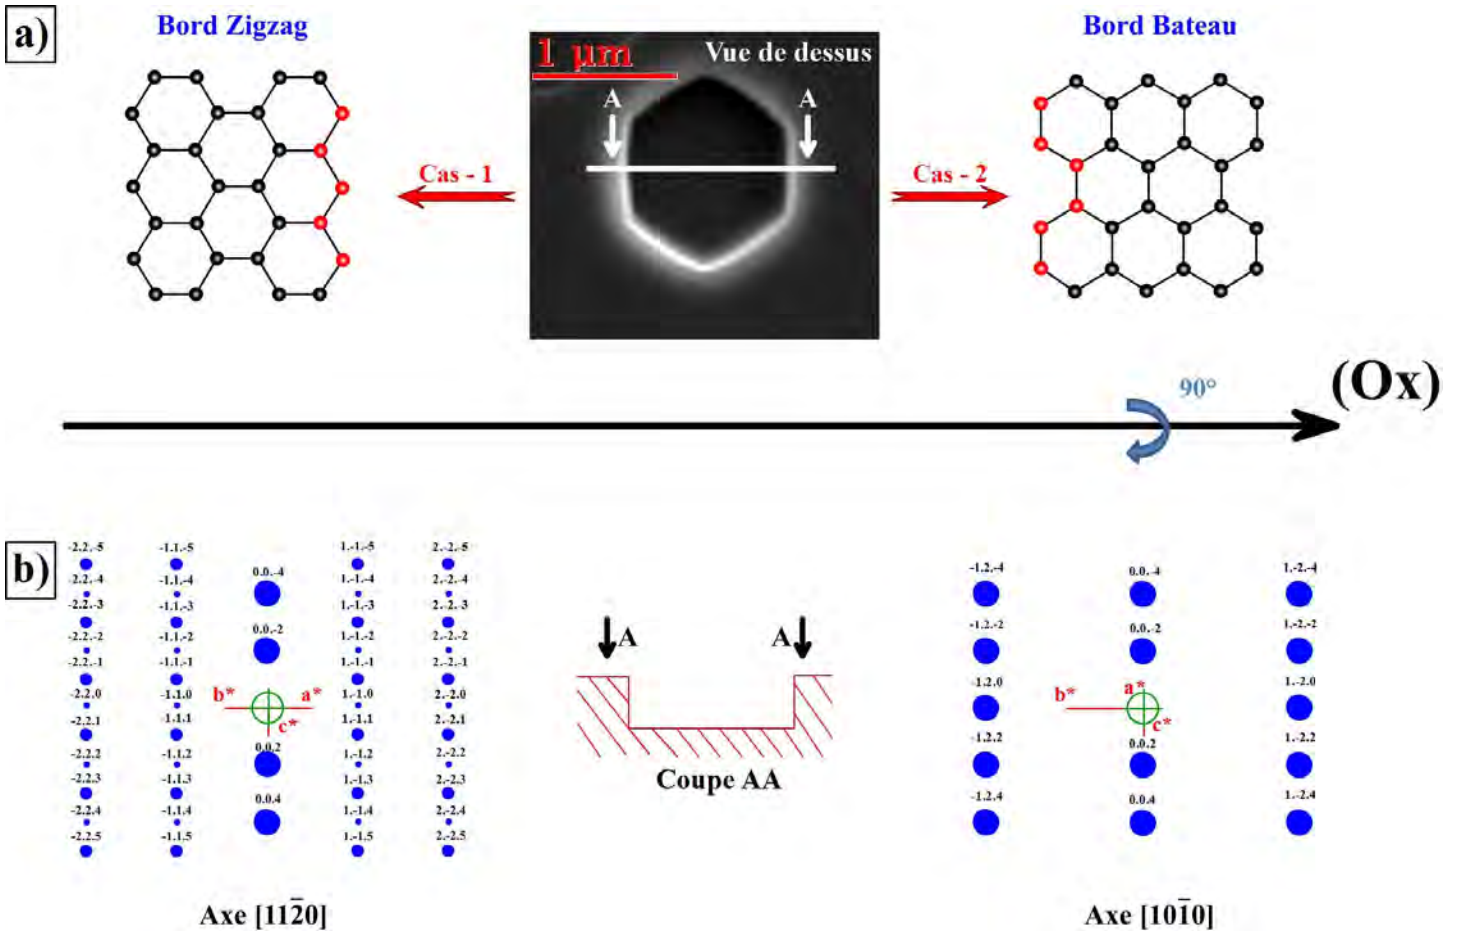 a)
Bord Zigzag
1 μm
Vue de dessus
Bord Bateau
A
A
Cas - 1
Cas - 2
(Ox)
90°
b)
-2.2.-5
-2.2.-4
-2.2.-3
-2.2.-2
-2.2.-1
-2.2.0
-2.2.1
-2.2.2
-2.2.3
-2.2.4
-2.2.5
-1.1.-5
-1.1.-4
-1.1.-3
-1.1.-2
-1.1.-1
-1.1.0
-1.1.1
-1.1.2
-1.1.3
-1.1.4
-1.1.5
0.0.-4
0.0.-2
b*
a*
c*
0.0.2
0.0.4
1.-1.-5
1.-1.-4
1.-1.-3
1.-1.-2
1.-1.-1
1.-1.0
1.-1.1
1.-1.2
1.-1.3
1.-1.4
1.-1.5
2.-2.-5
2.-2.-4
2.-2.-3
2.-2.-2
2.-2.-1
2.-2.0
2.-2.1
2.-2.2
2.-2.3
2.-2.4
2.-2.5
Axe [112̄0]
A
A
Coupe AA
-1.2.-4
-1.2.-2
-1.2.0
-1.2.2
-1.2.4
0.0.-4
0.0.-2
b*
a*
c*
0.0.2
0.0.4
1.-2.-4
1.-2.-2
1.-2.0
1.-2.2
1.-2.4
Axe [101̄0]